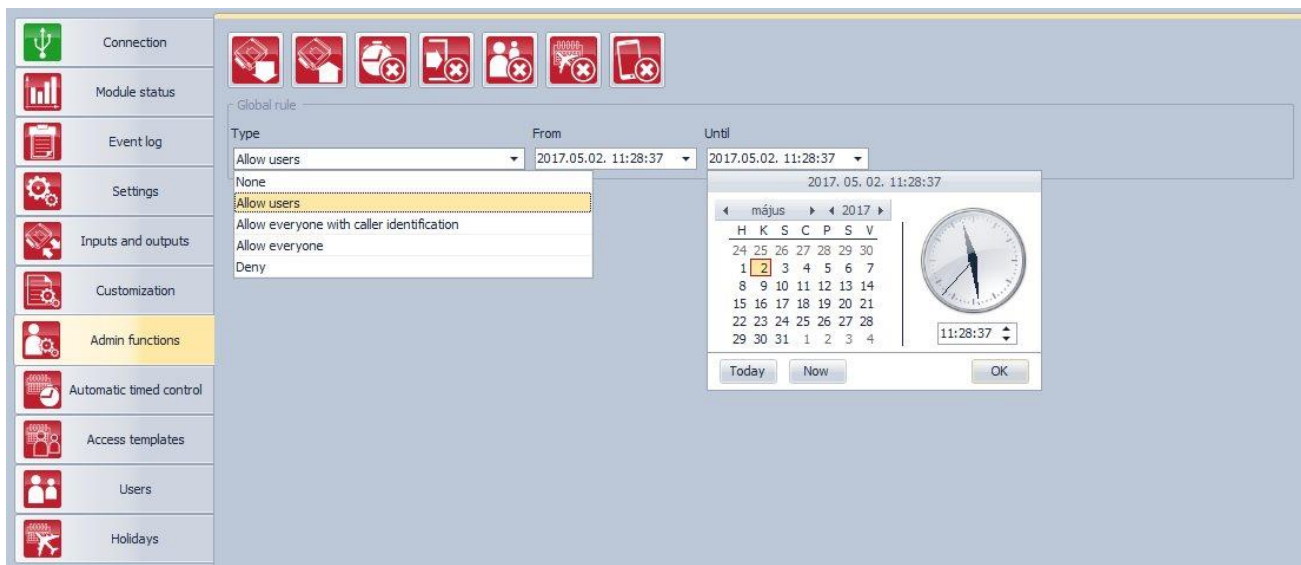 Connection
Module status
Event log
Settings
Inputs and outputs
Customization
Admin functions
Automatic timed control
Access templates
Users
Holidays
Global rule
Type From Until
Allow users 2017.05.02. 11:28:37 2017.05.02. 11:28:37
None
Allow users
Allow everyone with caller identification
Allow everyone
Deny
2017. 05. 02. 11:28:37
május 2017
H K S C P S V
24 25 26 27 28 29 30
1 2 3 4 5 6 7
8 9 10 11 12 13 14
15 16 17 18 19 20 21
22 23 24 25 26 27 28
29 30 31 1 2 3 4
11:28:37
Today Now OK